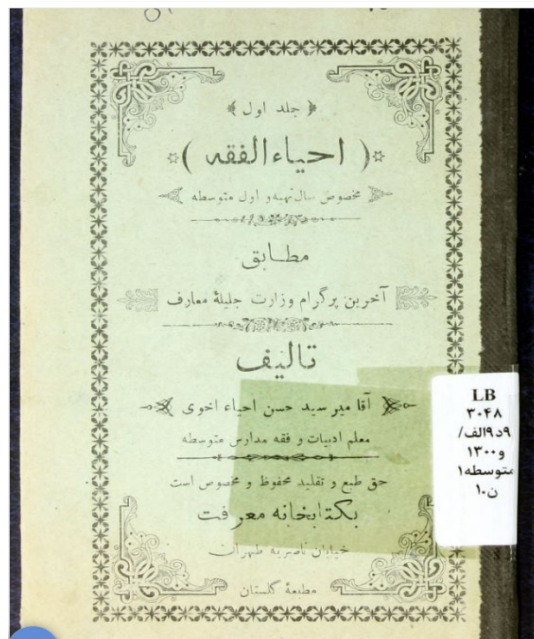 جلد اول
( احیاء الفقه )
مخصوص سال تهیه و اول متوسطه
مطابق
آخرین پرگرام وزارت جلیلهٔ معارف
تالیف
آقا میر سید حسن احیاء اخوی
معلم ادبیات و فقه مدارس متوسطه
حق طبع و تقلید محفوظ و مخصوص است
بکتابخانه معرفت
خیابان ناصریه طهران
مطبعهٔ گلستان
LB
۳۰۴۸
۹د۹الف/
و۱۳۰۰
متوسطه۱
ن۱۰